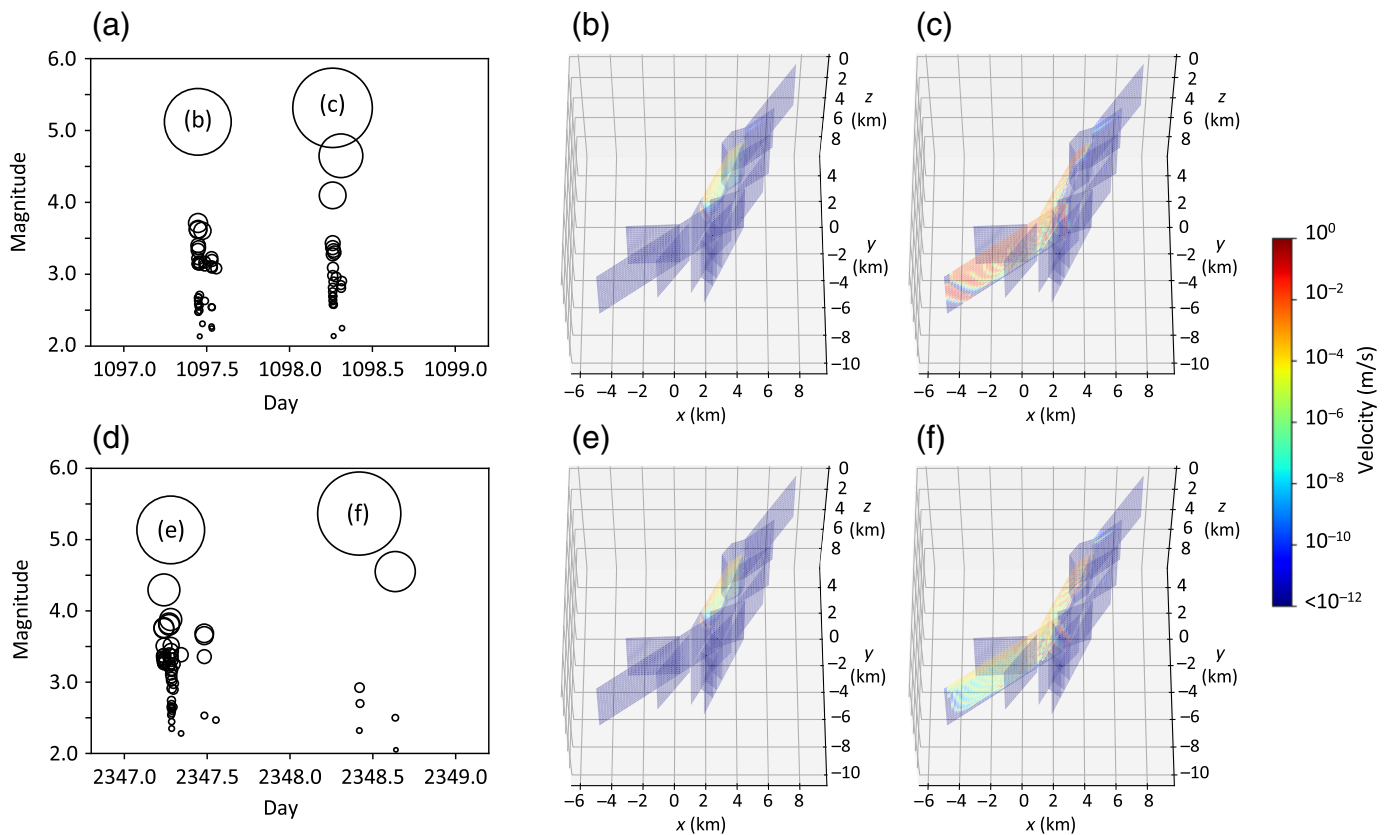 (a)
6.0
5.0
4.0
3.0
2.0
Magnitude
(b)
(c)
1097.0 1097.5 1098.0 1098.5 1099.0
Day
(b)
0
2
4
6
8
z
(km)
4
2
0
−2
−4
−6
−8
−10
y
(km)
−6 −4 −2 0 2 4 6 8
x (km)
(c)
0
2
4
6
8
z
(km)
4
2
0
−2
−4
−6
−8
−10
y
(km)
−6 −4 −2 0 2 4 6 8
x (km)
10⁰
10⁻²
10⁻⁴
10⁻⁶
10⁻⁸
10⁻¹⁰
<10⁻¹²
Velocity (m/s)
(d)
6.0
5.0
4.0
3.0
2.0
Magnitude
(e)
(f)
2347.0 2347.5 2348.0 2348.5 2349.0
Day
(e)
0
2
4
6
8
z
(km)
4
2
0
−2
−4
−6
−8
−10
y
(km)
−6 −4 −2 0 2 4 6 8
x (km)
(f)
0
2
4
6
8
z
(km)
4
2
0
−2
−4
−6
−8
−10
y
(km)
−6 −4 −2 0 2 4 6 8
x (km)